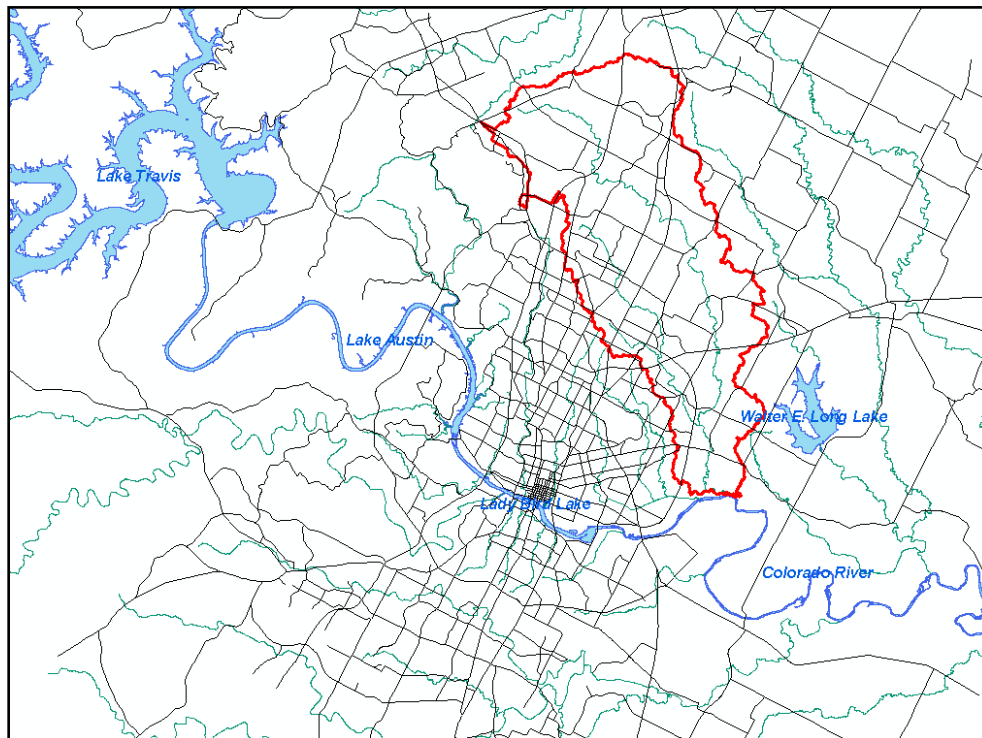 Lake Travis
Lake Austin
Walter E. Long Lake
Lady Bird Lake
Colorado River